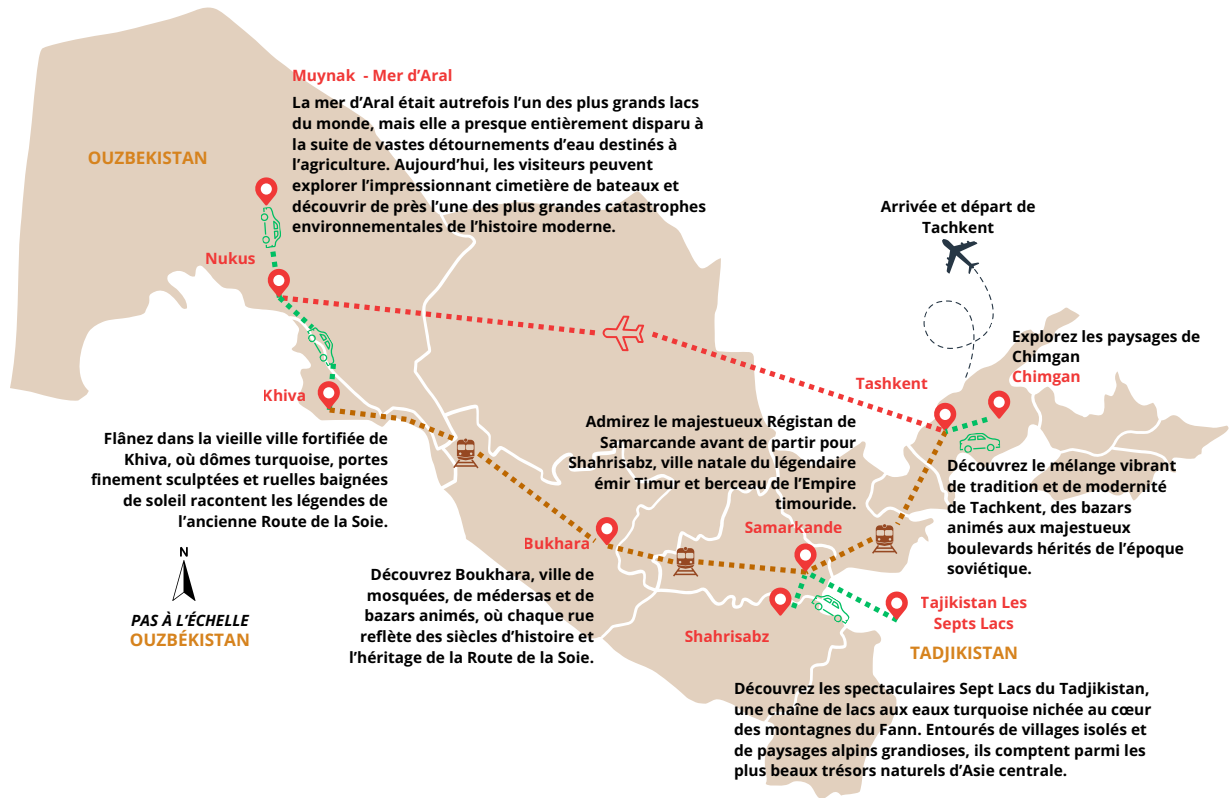 Muynak - Mer d’Aral
La mer d’Aral était autrefois l’un des plus grands lacs
du monde, mais elle a presque entièrement disparu à
la suite de vastes détournements d’eau destinés à
l’agriculture. Aujourd’hui, les visiteurs peuvent
explorer l’impressionnant cimetière de bateaux et
découvrir de près l’une des plus grandes catastrophes
environnementales de l’histoire moderne.
OUZBEKISTAN
Arrivée et départ de
Tachkent
Nukus
Explorez les paysages de
Chimgan
Chimgan
Tashkent
Khiva
Flânez dans la vieille ville fortifiée de
Khiva, où dômes turquoise, portes
finement sculptées et ruelles baignées
de soleil racontent les légendes de
l’ancienne Route de la Soie.
Admirez le majestueux Régistan de
Samarcande avant de partir pour
Shahrisabz, ville natale du légendaire
émir Timur et berceau de l’Empire
timouride.
Découvrez le mélange vibrant
de tradition et de modernité
de Tachkent, des bazars
animés aux majestueux
boulevards hérités de l’époque
soviétique.
Samarkande
Bukhara
Découvrez Boukhara, ville de
mosquées, de médersas et de
bazars animés, où chaque rue
reflète des siècles d’histoire et
l’héritage de la Route de la Soie.
N
PAS À L’ÉCHELLE
OUZBÉKISTAN
Shahrisabz
Tajikistan Les
Septs Lacs
TADJIKISTAN
Découvrez les spectaculaires Sept Lacs du Tadjikistan,
une chaîne de lacs aux eaux turquoise nichée au cœur
des montagnes du Fann. Entourés de villages isolés et
de paysages alpins grandioses, ils comptent parmi les
plus beaux trésors naturels d’Asie centrale.